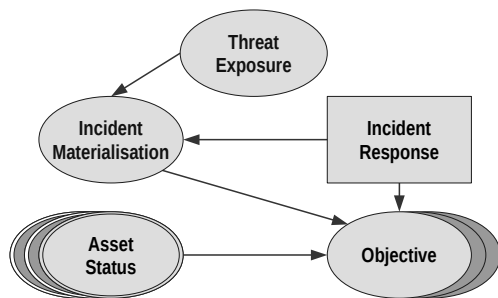 Threat
Exposure
Incident
Materialisation
Incident
Response
Asset
Status
Objective